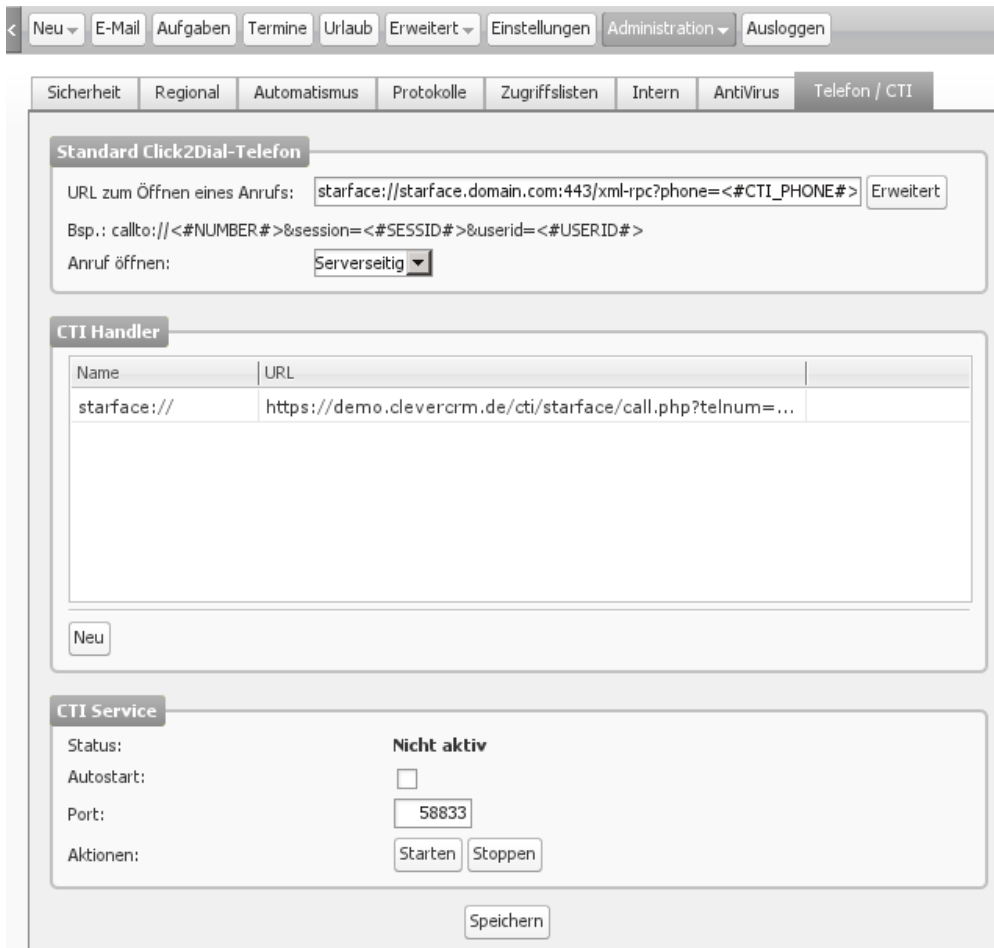 < Neu E-Mail Aufgaben Termine Urlaub Erweitert Einstellungen Administration Ausloggen
Sicherheit Regional Automatismus Protokolle Zugriffslisten Intern AntiVirus Telefon / CTI
Standard Click2Dial-Telefon
URL zum Öffnen eines Anrufs: starface://starface.domain.com:443/xml-rpc?phone=<#CTI_PHONE#> Erweitert
Bsp.: callto://<#NUMBER#>&session=<#SESSID#>&userid=<#USERID#>
Anruf öffnen: Serverseitig
CTI Handler
Name URL
starface:// https://demo.clevercrm.de/cti/starface/call.php?telnum=...
Neu
CTI Service
Status: Nicht aktiv
Autostart:
Port: 58833
Aktionen: Starten Stoppen
Speichern